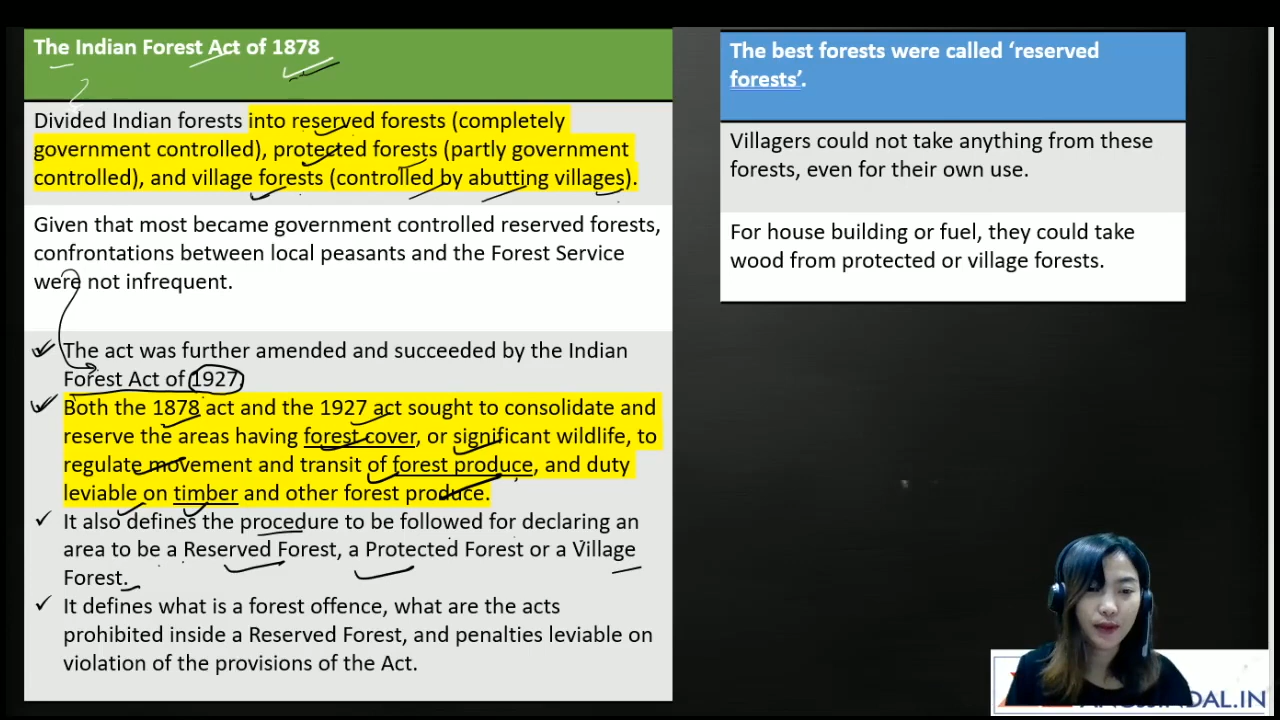 The Indian Forest Act of 1878
Divided Indian forests into reserved forests (completely
government controlled), protected forests (partly government
controlled), and village forests (controlled by abutting villages).
Given that most became government controlled reserved forests,
confrontations between local peasants and the Forest Service
were not infrequent.
✓ The act was further amended and succeeded by the Indian
Forest Act of 1927.
✓ Both the 1878 act and the 1927 act sought to consolidate and
reserve the areas having forest cover, or significant wildlife, to
regulate movement and transit of forest produce, and duty
leviable on timber and other forest produce.
✓ It also defines the procedure to be followed for declaring an
area to be a Reserved Forest, a Protected Forest or a Village
Forest.
✓ It defines what is a forest offence, what are the acts
prohibited inside a Reserved Forest, and penalties leviable on
violation of the provisions of the Act.
The best forests were called ‘reserved
forests’.
Villagers could not take anything from these
forests, even for their own use.
For house building or fuel, they could take
wood from protected or village forests.